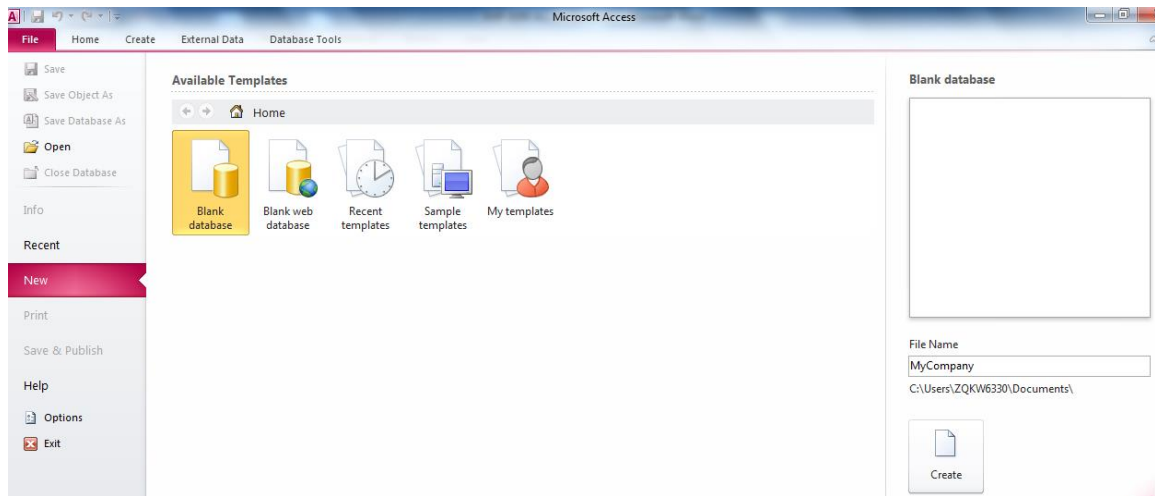 A
Microsoft Access
File Home Create External Data Database Tools
Save
Save Object As
Save Database As
Open
Close Database
Info
Recent
New
Print
Save & Publish
Help
Options
Exit
Available Templates
Home
Blank database
Blank web database
Recent templates
Sample templates
My templates
Blank database
File Name
MyCompany
C:\Users\ZQKW6330\Documents\
Create